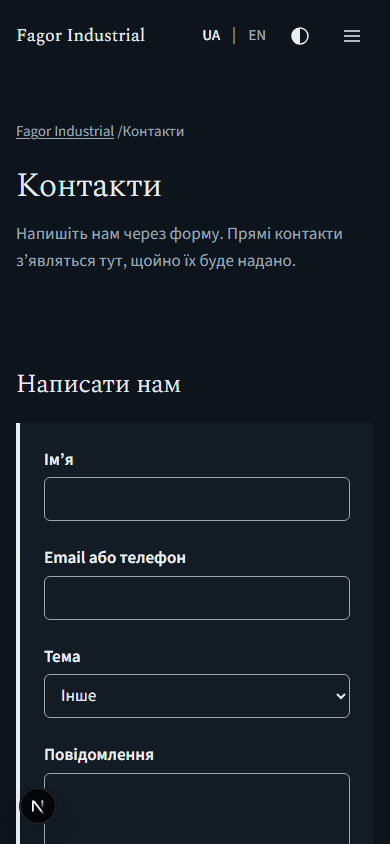 Fagor Industrial
UA | EN
Fagor Industrial /Контакти
Контакти
Напишіть нам через форму. Прямі контакти
з’являться тут, щойно їх буде надано.
Написати нам
Ім’я
Email або телефон
Тема
Інше
Повідомлення
N